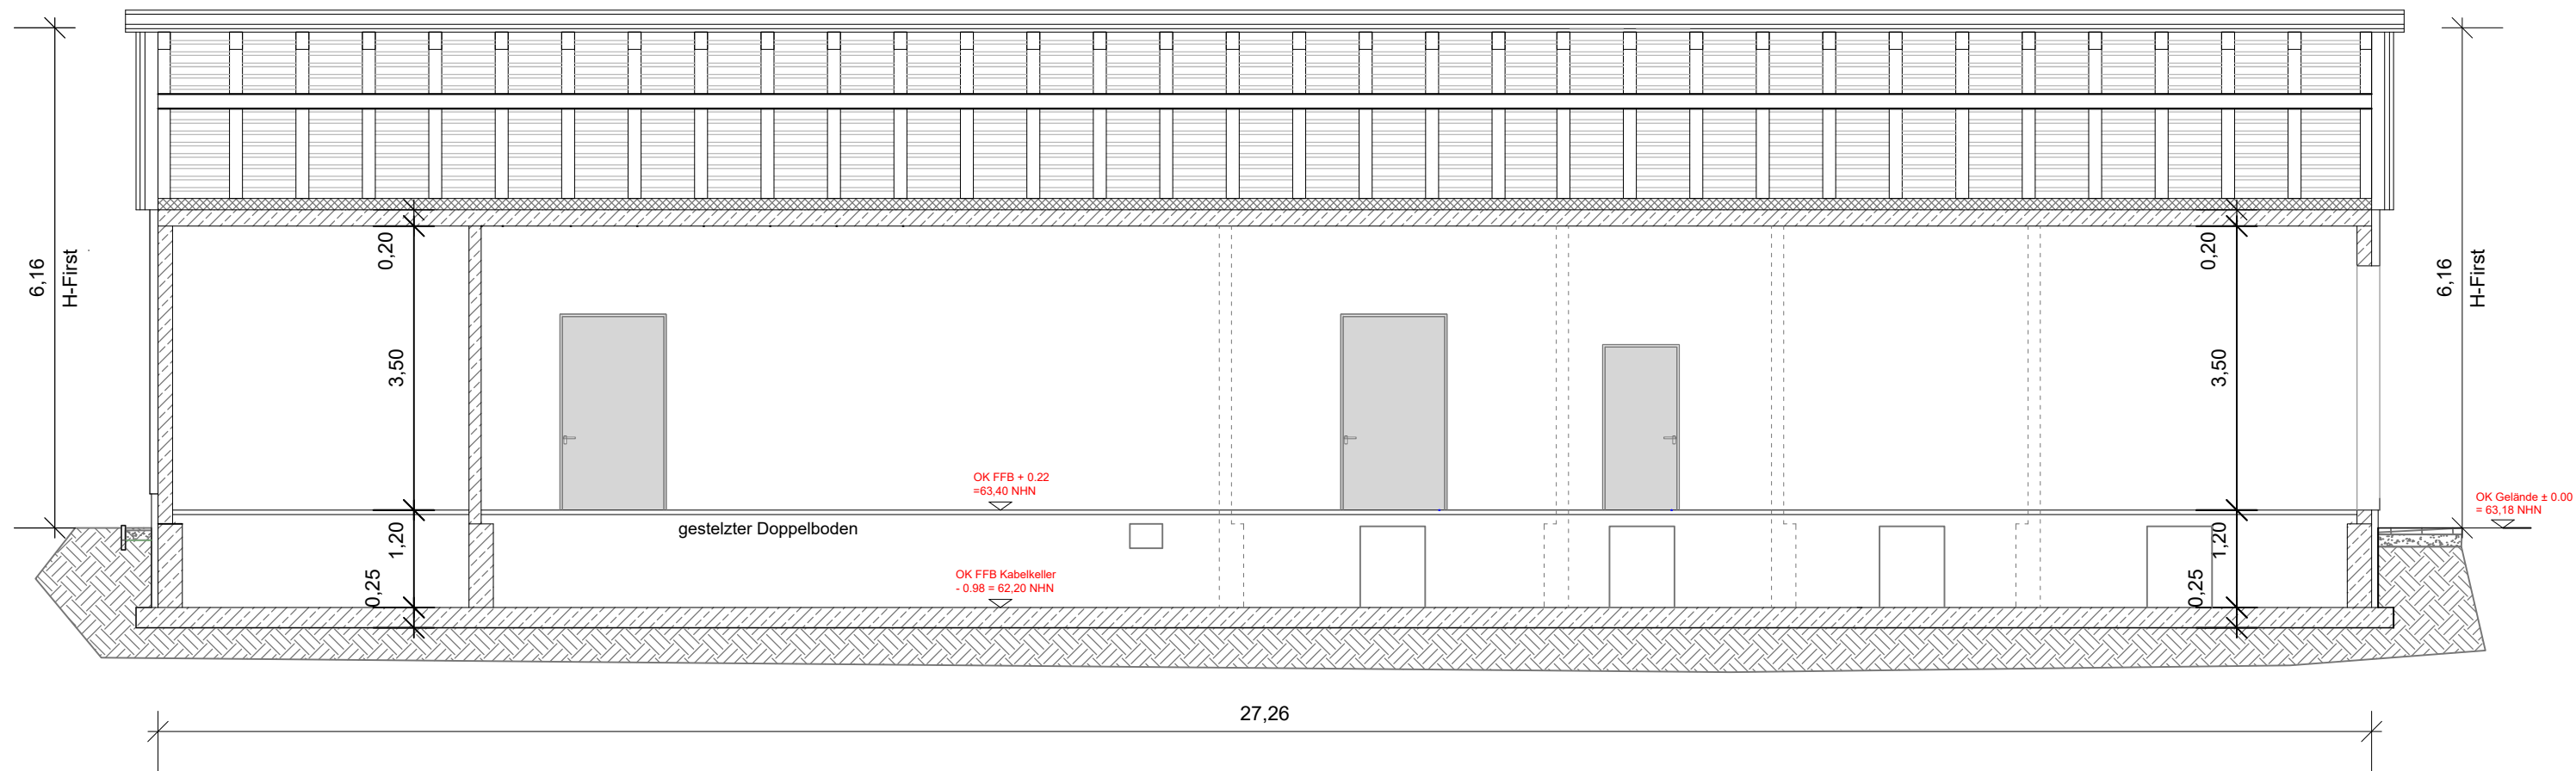 6,16
H-First
0,20
3,50
1,20
0,25
gestelzter Doppelboden
OK FFB + 0.22
=63,40 NHN
OK FFB Kabelkeller
- 0.98 = 62,20 NHN
0,20
3,50
1,20
0,25
6,16
H-First
OK Gelände ± 0.00
= 63,18 NHN
27,26